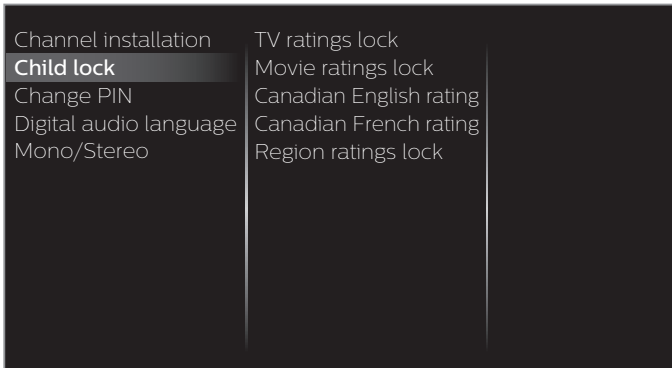 Channel installation
Child lock
Change PIN
Digital audio language
Mono/Stereo
TV ratings lock
Movie ratings lock
Canadian English rating
Canadian French rating
Region ratings lock